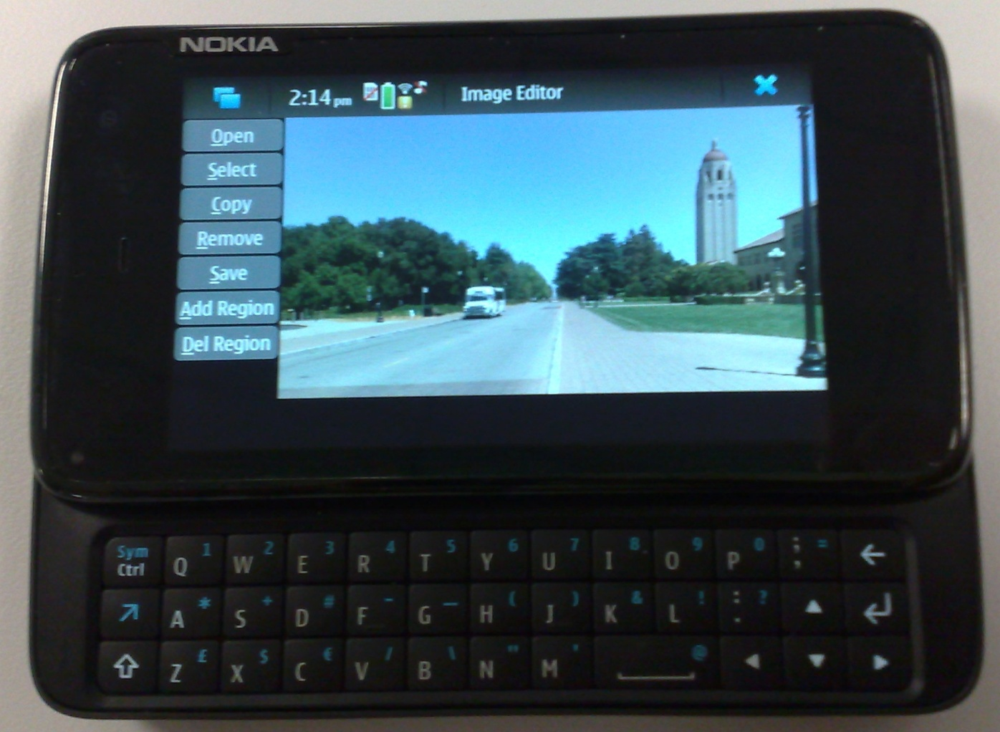 NOKIA
2:14 pm Image Editor
Open
Select
Copy
Remove
Save
Add Region
Del Region
Sym Ctrl Q 1 W 2 E 3 R 4 T 5 Y 6 U 7 I 8 O 9 P 0 ; , = ←
↗ A * S + D # F - G _ H ( J ) K & L ! : . ? ▲ ↵
⇧ Z £ X $ C € V / B \ N " M ' @ ◀ ▼ ▶